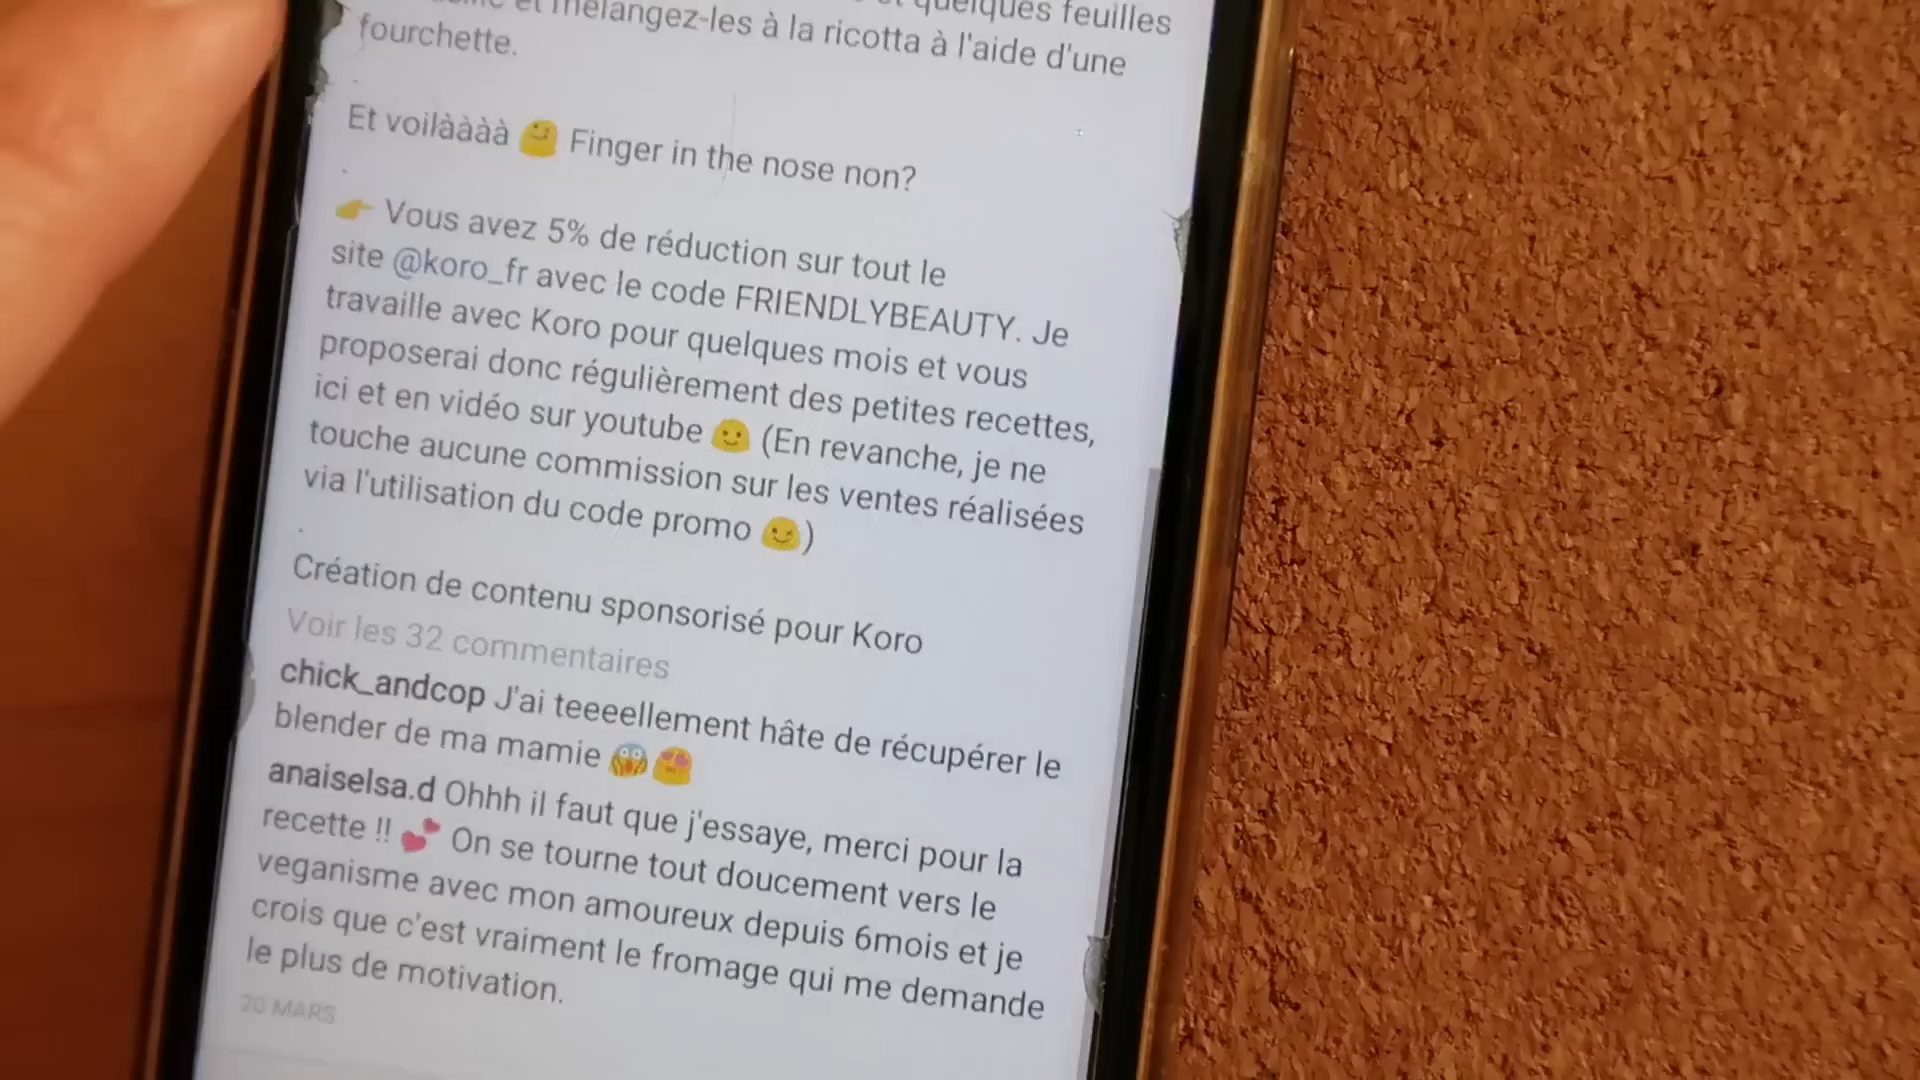 et mélangez-les à la ricotta à l'aide d'une
quelques feuilles
fourchette.
Et voilàààà 🙂 Finger in the nose non?
.
👉 Vous avez 5% de réduction sur tout le
site @koro_fr avec le code FRIENDLYBEAUTY. Je
travaille avec Koro pour quelques mois et vous
proposerai donc régulièrement des petites recettes,
ici et en vidéo sur youtube 🙂 (En revanche, je ne
touche aucune commission sur les ventes réalisées
via l'utilisation du code promo 😉)
.
Création de contenu sponsorisé pour Koro
Voir les 32 commentaires
chick_andcop J'ai teeeellement hâte de récupérer le
blender de ma mamie 😱😍
anaiselsa.d Ohhh il faut que j'essaye, merci pour la
recette !! 💕 On se tourne tout doucement vers le
veganisme avec mon amoureux depuis 6mois et je
crois que c'est vraiment le fromage qui me demande
le plus de motivation.
20 MARS